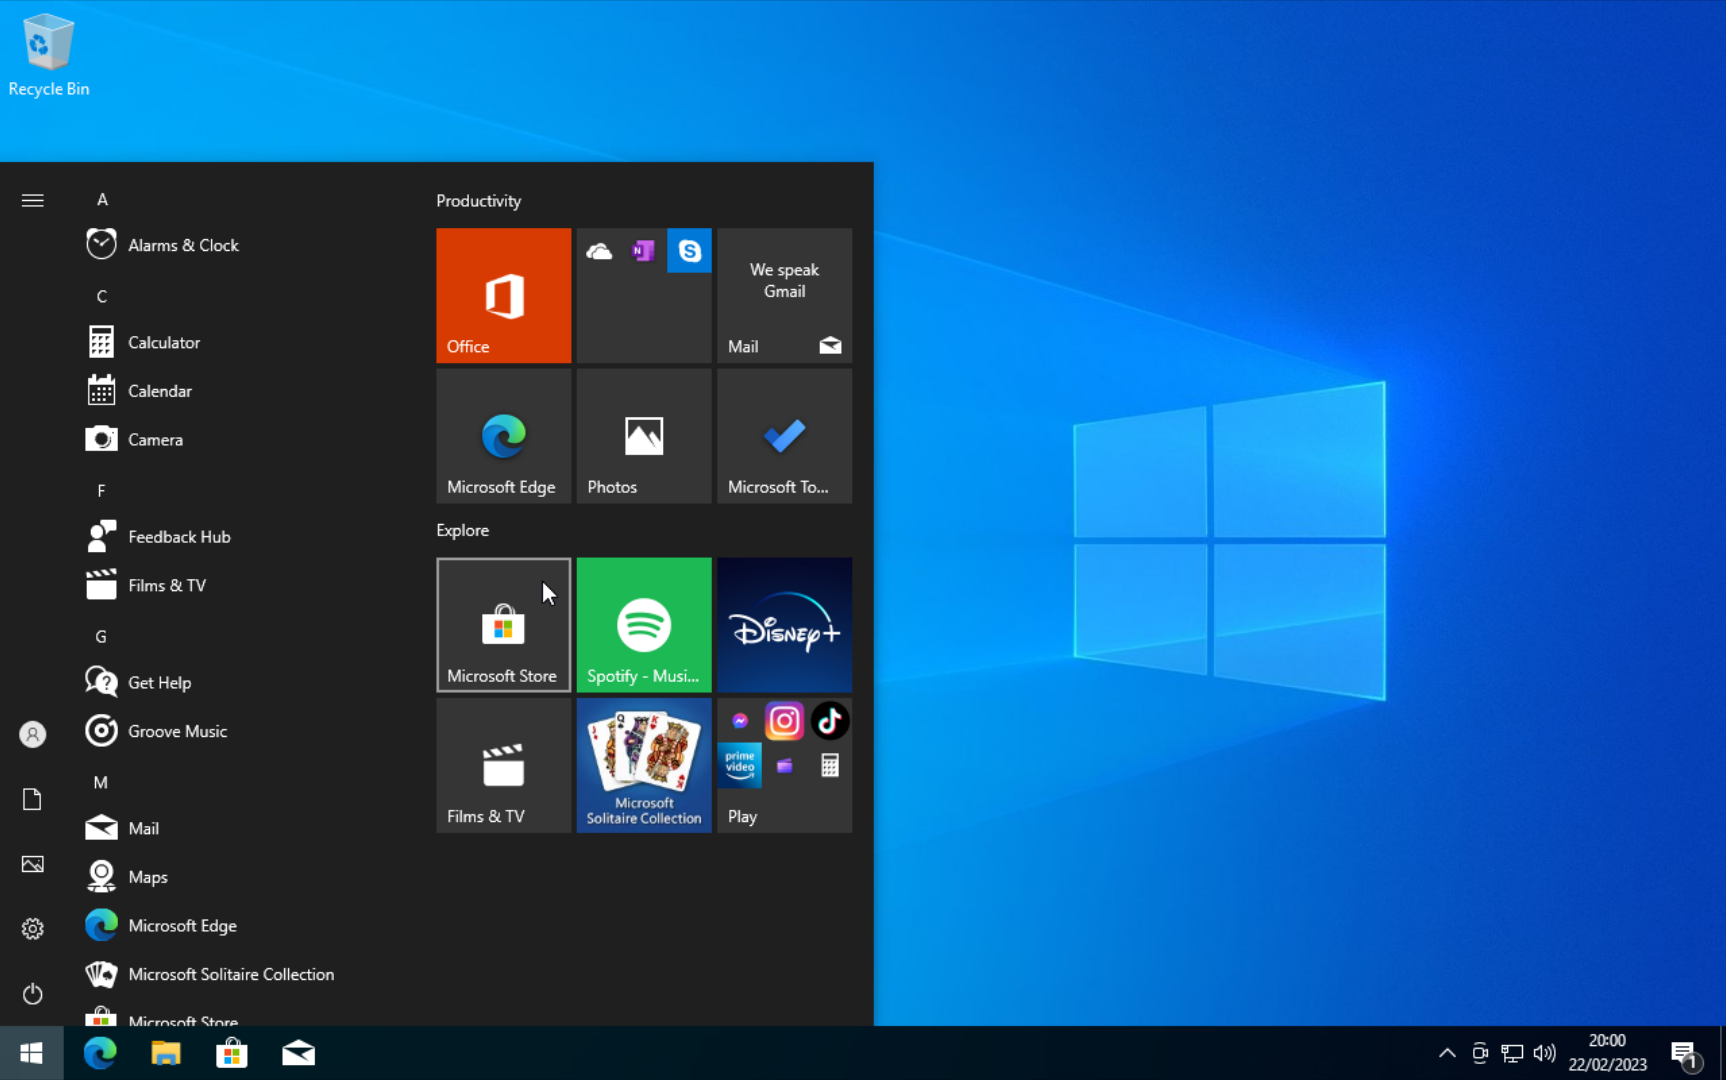 Recycle Bin
A
Alarms & Clock
C
Calculator
Calendar
Camera
F
Feedback Hub
Films & TV
G
Get Help
Groove Music
M
Mail
Maps
Microsoft Edge
Microsoft Solitaire Collection
Microsoft Store
Productivity
Office
N
S
We speak
Gmail
Mail
Microsoft Edge
Photos
Microsoft To...
Explore
Microsoft Store
Spotify - Musi...
Disney+
Films & TV
J
Q
K
K
Microsoft
Solitaire Collection
prime
video
Play
20:00
22/02/2023
1